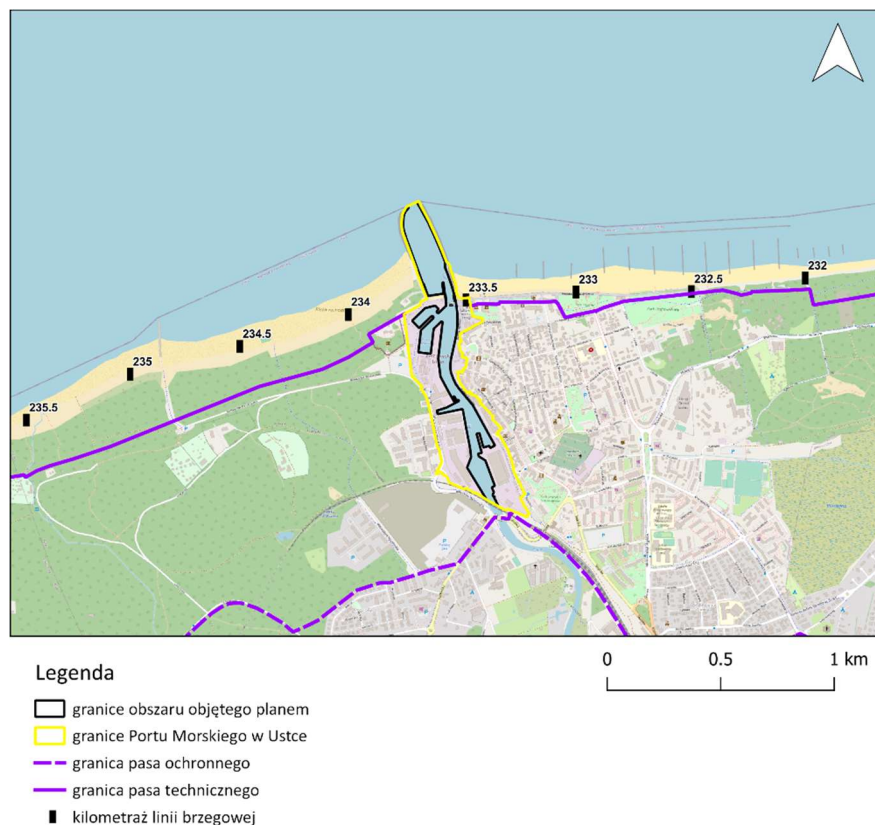 232
232.5
233
233.5
234
234.5
235
235.5
0 0.5 1 km
Legenda
granice obszaru objętego planem
granice Portu Morskiego w Ustce
granica pasa ochronnego
granica pasa technicznego
kilometraż linii brzegowej